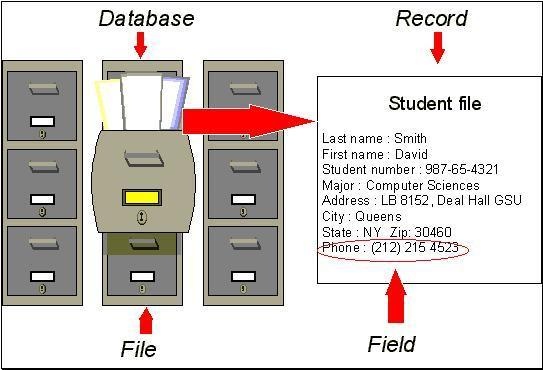 Database
Record
Student file
Last name : Smith
First name : David
Student number : 987-65-4321
Major : Computer Sciences
Address : LB 8152, Deal Hall GSU
City : Queens
State : NY  Zip: 30460
Phone : (212) 215 4523
File
Field